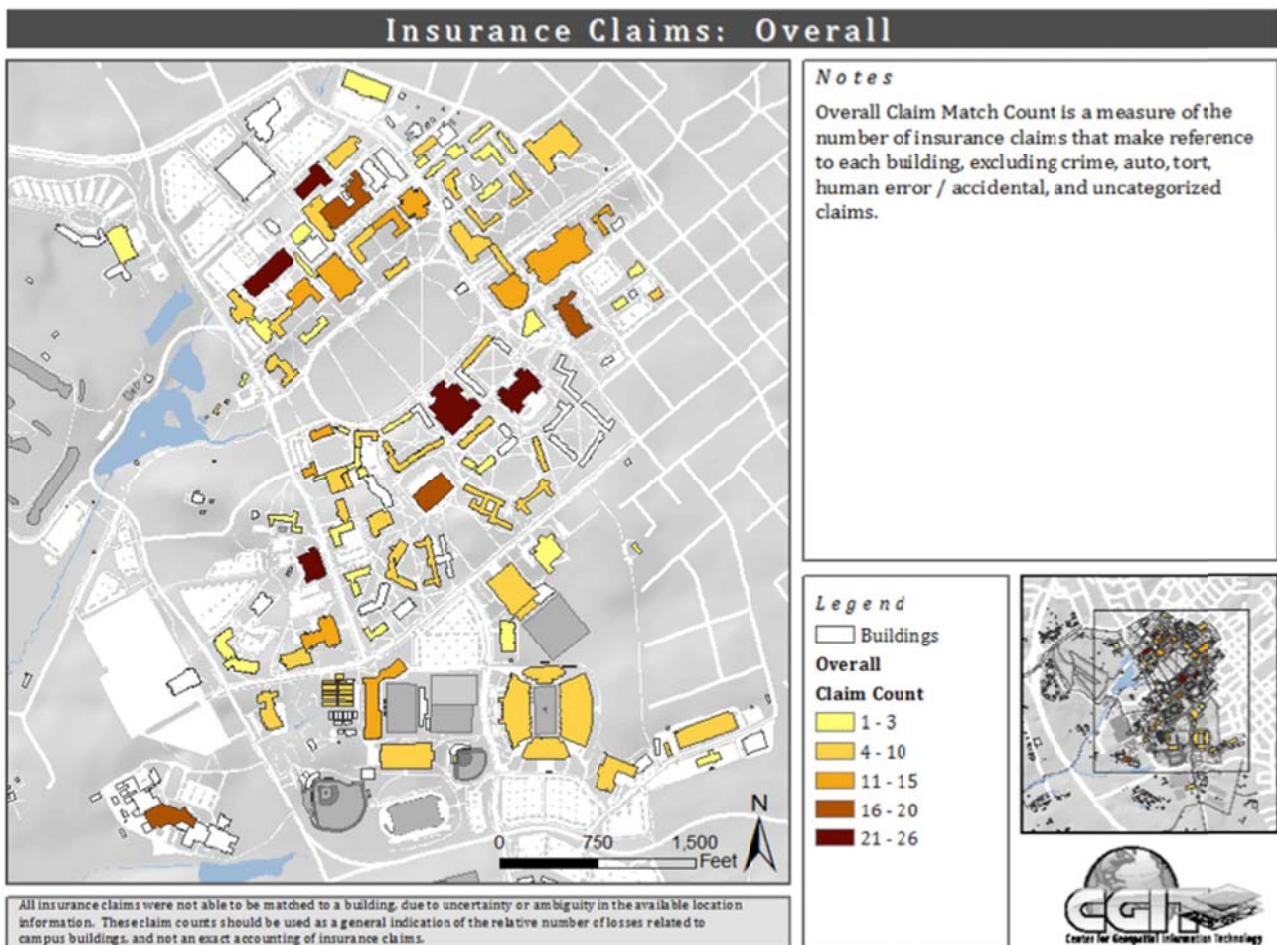 Insurance Claims: Overall
Notes
Overall Claim Match Count is a measure of the
number of insurance claims that make reference
to each building, excluding crime, auto, tort,
human error / accidental, and uncategorized
claims.
Legend
Buildings
Overall
Claim Count
1 - 3
4 - 10
11 - 15
16 - 20
21 - 26
N
0 750 1,500
Feet
All insurance claims were not able to be matched to a building, due to uncertainty or ambiguity in the available location
information. These claim counts should be used as a general indication of the relative number of losses related to
campus buildings, and not an exact accounting of insurance claims.
CGIT
Center for Geospatial Information Technology